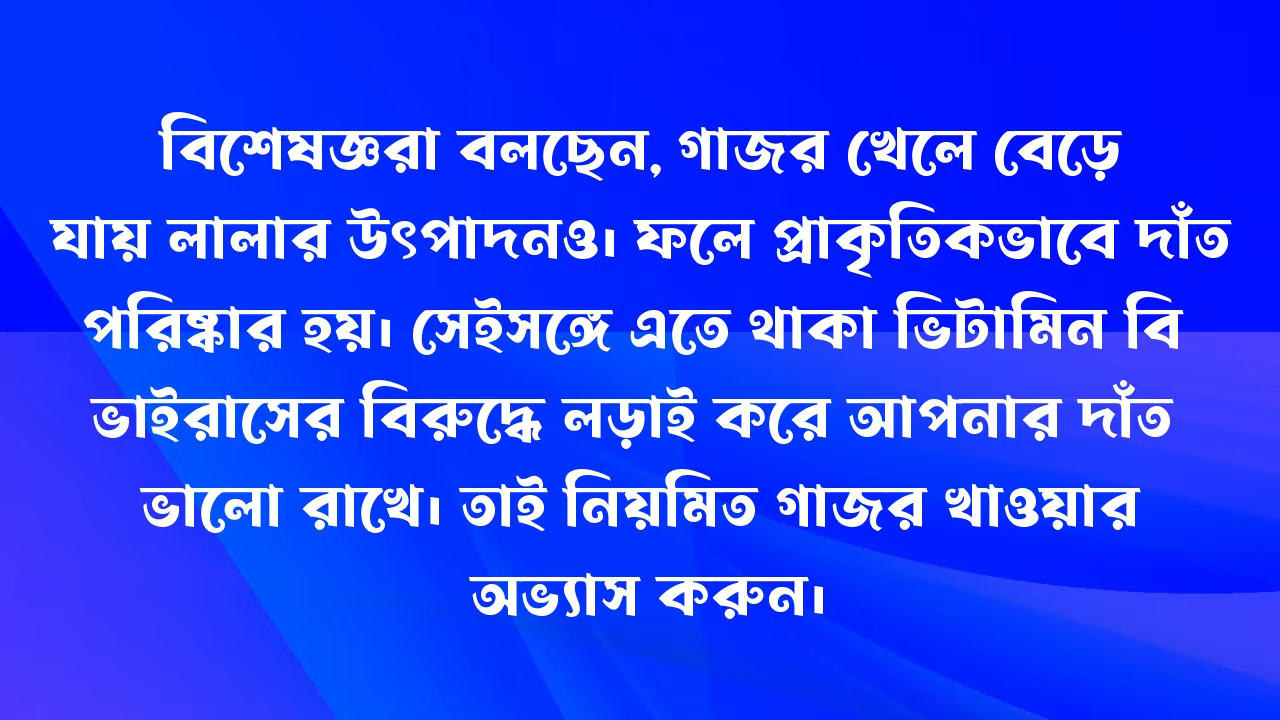 বিশেষজ্ঞরা বলছেন, গাজর খেলে বেড়ে
যায় লালার উৎপাদনও। ফলে প্রাকৃতিকভাবে দাঁত
পরিষ্কার হয়। সেইসঙ্গে এতে থাকা ভিটামিন বি
ভাইরাসের বিরুদ্ধে লড়াই করে আপনার দাঁত
ভালো রাখে। তাই নিয়মিত গাজর খাওয়ার
অভ্যাস করুন।